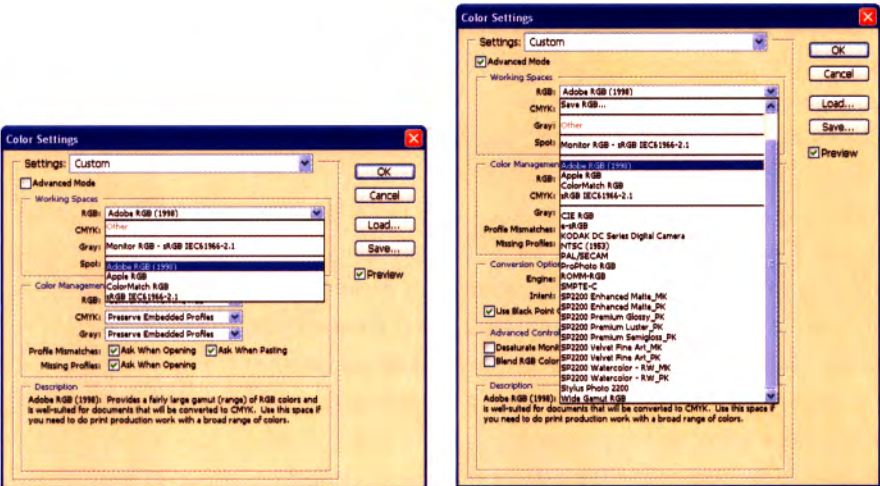 Color Settings
Settings: Custom
Advanced Mode
Working Spaces
RGB: Adobe RGB (1998)
CMYK: Other
Gray: Monitor RGB - sRGB IEC61966-2.1
Spot:
Adobe RGB (1998)
Apple RGB
ColorMatch RGB
sRGB IEC61966-2.1
Color Managemen
RGB:
CMYK: Preserve Embedded Profiles
Gray: Preserve Embedded Profiles
Profile Mismatches: Ask When Opening Ask When Pasting
Missing Profiles: Ask When Opening
Description
Adobe RGB (1998): Provides a fairly large gamut (range) of RGB colors and
is well-suited for documents that will be converted to CMYK. Use this space if
you need to do print production work with a broad range of colors.
OK
Cancel
Load...
Save...
Preview
Color Settings
Settings: Custom
Advanced Mode
Working Spaces
RGB: Adobe RGB (1998)
CMYK: Save RGB...
Gray: Other
Spot: Monitor RGB - sRGB IEC61966-2.1
Color Managemen
Adobe RGB (1998)
RGB: Apple RGB
ColorMatch RGB
CMYK: sRGB IEC61966-2.1
Gray: CIE RGB
e-sRGB
Profile Mismatches: KODAK DC Series Digital Camera
Missing Profiles: NTSC (1953)
PAL/SECAM
Conversion Optio ProPhoto RGB
Engine: ROMM-RGB
SMPTE-C
Intent: SP2200 Enhanced Matte_MK
SP2200 Enhanced Matte_PK
Use Black Point C SP2200 Premium Glossy_PK
SP2200 Premium Luster_PK
Advanced Control SP2200 Premium Semigloss_PK
Desaturate Monit SP2200 Velvet Fine Art_MK
Blend RGB Color SP2200 Velvet Fine Art_PK
SP2200 Watercolor - RW_MK
SP2200 Watercolor - RW_PK
Description Stylus Photo 2200
Adobe RGB (1998): Wide Gamut RGB
is well-suited for documents that will be converted to CMYK. Use this space if
you need to do print production work with a broad range of colors.
OK
Cancel
Load...
Save...
Preview